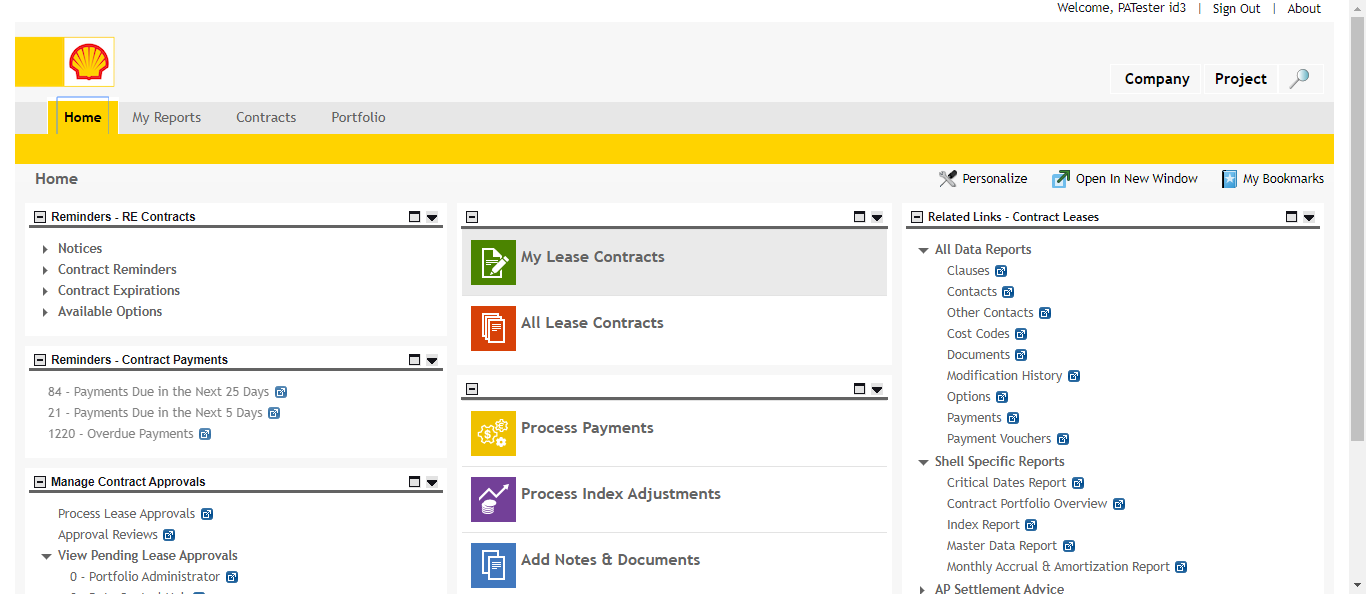 Welcome, PATester id3 | Sign Out | About
Company Project
Home My Reports Contracts Portfolio
Home
Personalize Open In New Window My Bookmarks
Reminders - RE Contracts
Notices
Contract Reminders
Contract Expirations
Available Options
Reminders - Contract Payments
84 - Payments Due in the Next 25 Days
21 - Payments Due in the Next 5 Days
1220 - Overdue Payments
Manage Contract Approvals
Process Lease Approvals
Approval Reviews
View Pending Lease Approvals
0 - Portfolio Administrator
My Lease Contracts
All Lease Contracts
Process Payments
Process Index Adjustments
Add Notes & Documents
Related Links - Contract Leases
All Data Reports
Clauses
Contacts
Other Contacts
Cost Codes
Documents
Modification History
Options
Payments
Payment Vouchers
Shell Specific Reports
Critical Dates Report
Contract Portfolio Overview
Index Report
Master Data Report
Monthly Accrual & Amortization Report
AP Settlement Advice